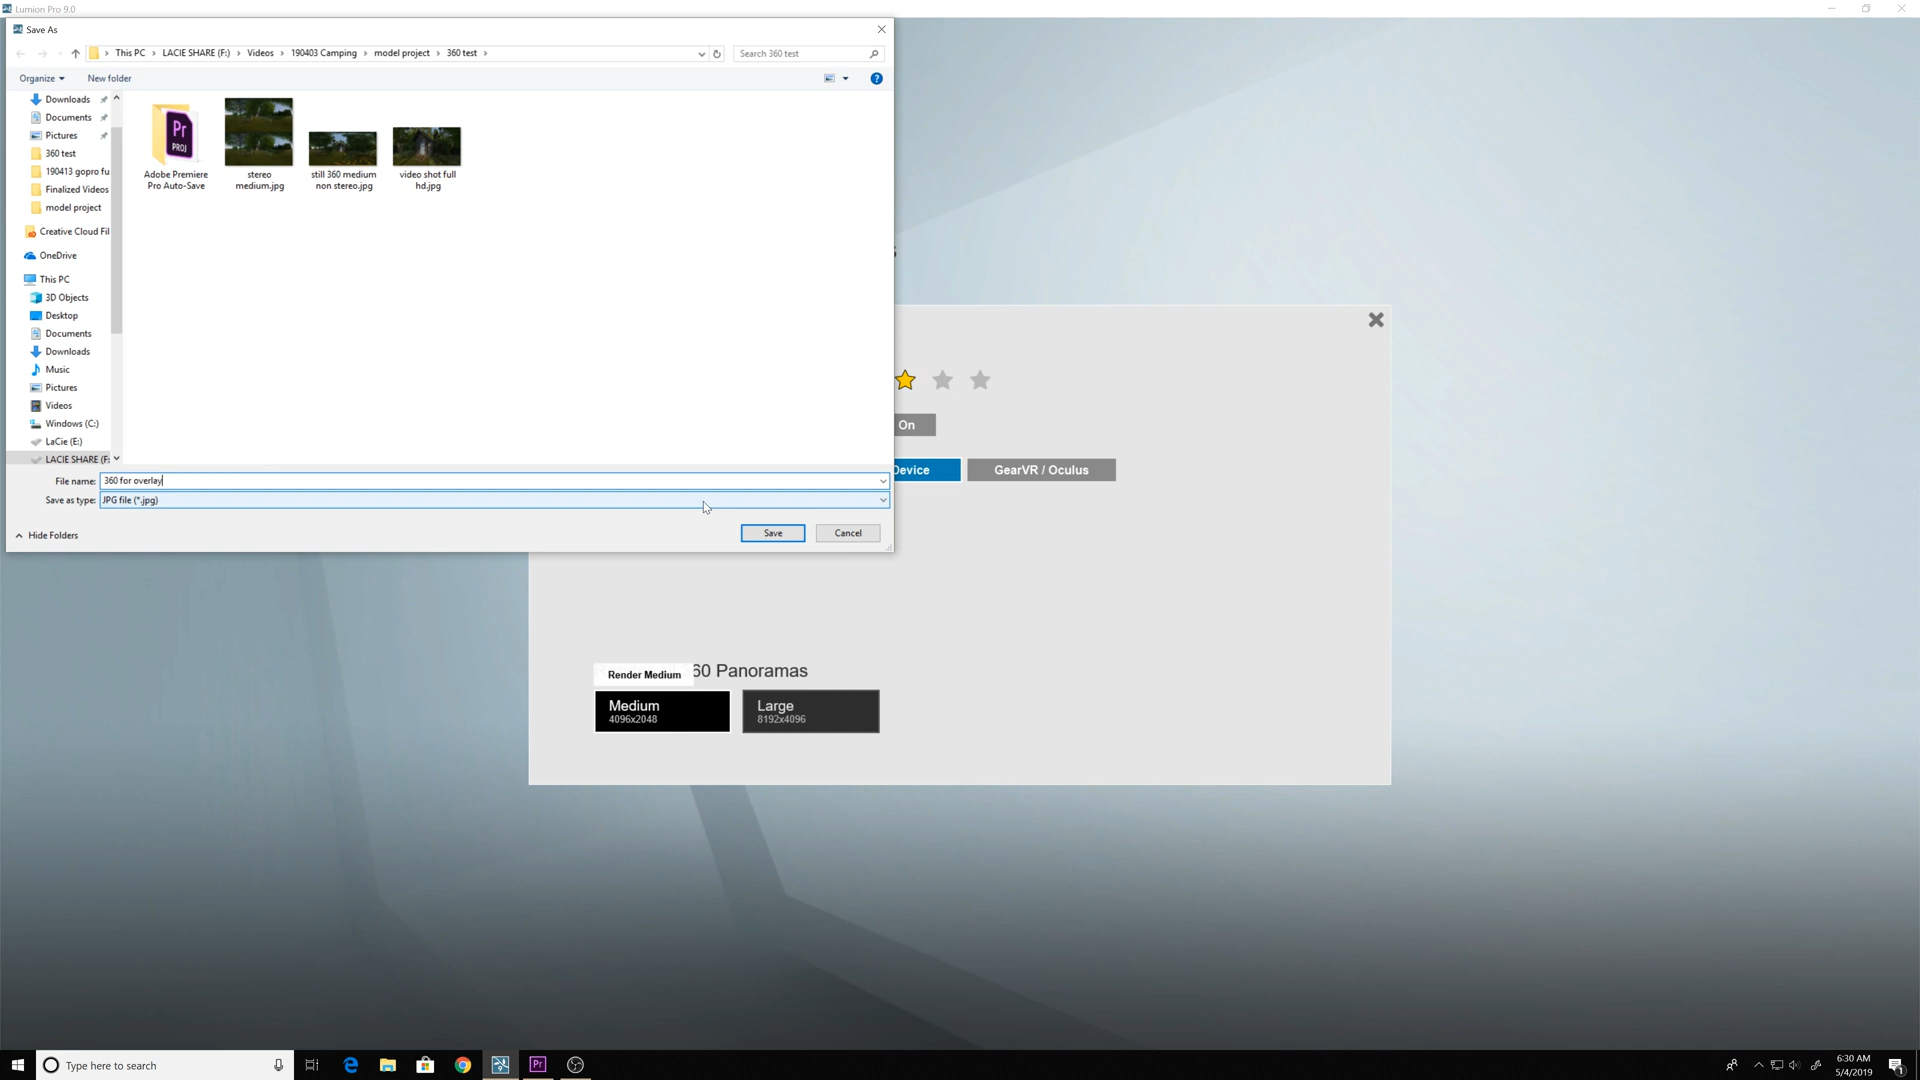 Lumion Pro 9.0
Save As
This PC > LACIE SHARE (F:) > Videos > 190403 Camping > model project > 360 test >
Search 360 test
Organize
New folder
Downloads
Documents
Pictures
360 test
190413 gopro fu
Finalized Videos
model project
Creative Cloud Fil
OneDrive
This PC
3D Objects
Desktop
Documents
Downloads
Music
Pictures
Videos
Windows (C:)
LaCie (E:)
LACIE SHARE (F:
Adobe Premiere
Pro Auto-Save
PROJ
Pr
stereo
medium.jpg
still 360 medium
non stereo.jpg
video shot full
hd.jpg
File name: 360 for overlay
Save as type: JPG file (*.jpg)
Hide Folders
Save
Cancel
On
Device
GearVR / Oculus
Render Medium
60 Panoramas
Medium
4096x2048
Large
8192x4096
Type here to search
Pr
6:30 AM
5/4/2019
1